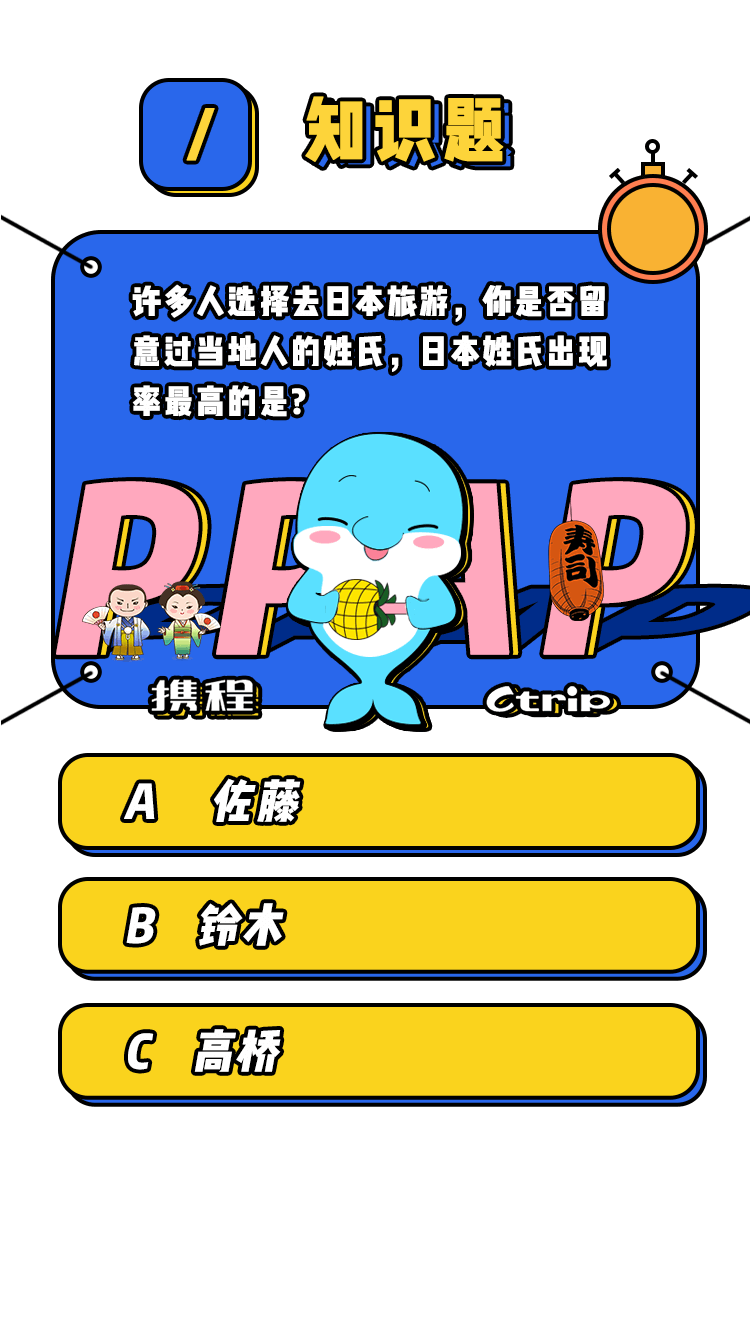 / 知识题
许多人选择去日本旅游，你是否留
意过当地人的姓氏，日本姓氏出现
率最高的是?
PPAP
寿司
携程 Ctrip
A 佐藤
B 铃木
C 高桥